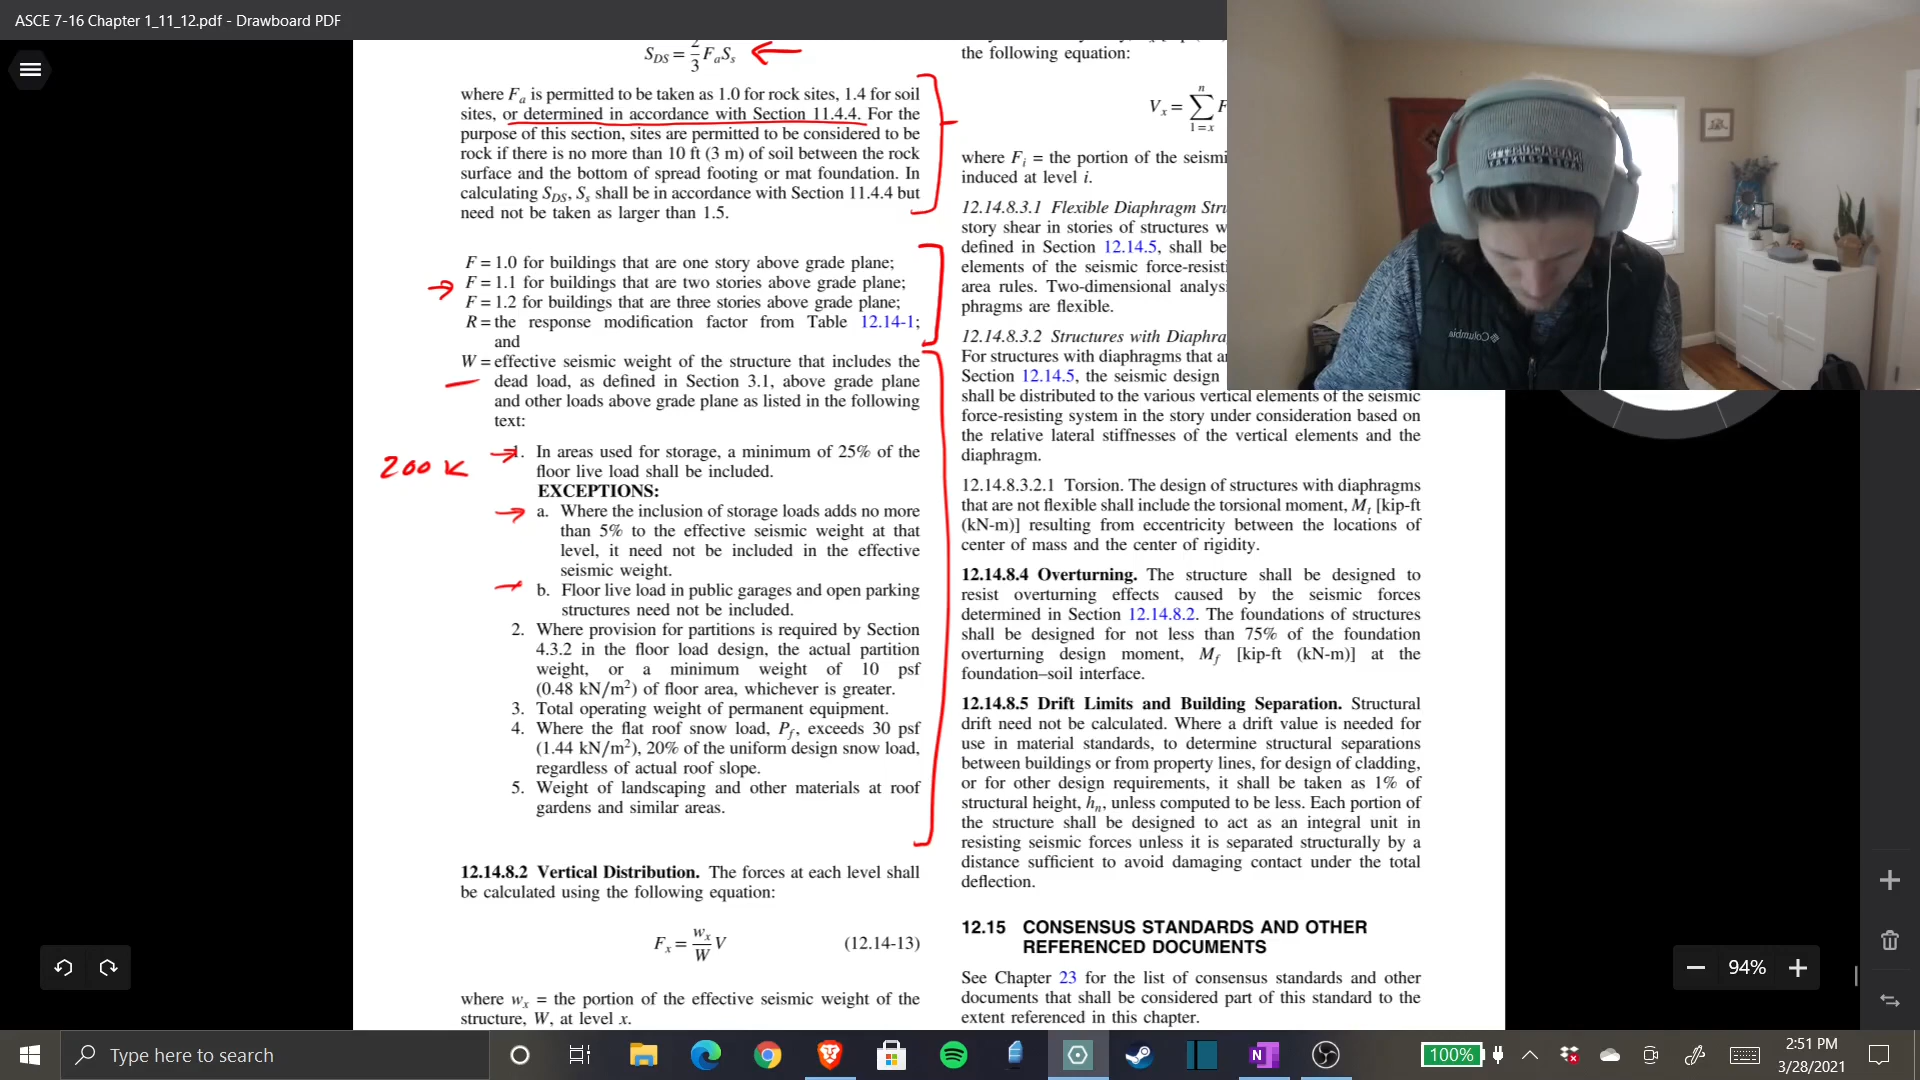 ASCE 7-16 Chapter 1_11_12.pdf - Drawboard PDF
S_DS = 2/3 F_a S_s
where F_a is permitted to be taken as 1.0 for rock sites, 1.4 for soil
sites, or determined in accordance with Section 11.4.4. For the
purpose of this section, sites are permitted to be considered to be
rock if there is no more than 10 ft (3 m) of soil between the rock
surface and the bottom of spread footing or mat foundation. In
calculating S_DS, S_s shall be in accordance with Section 11.4.4 but
need not be taken as larger than 1.5.
F = 1.0 for buildings that are one story above grade plane;
F = 1.1 for buildings that are two stories above grade plane;
F = 1.2 for buildings that are three stories above grade plane;
R = the response modification factor from Table 12.14-1;
and
W = effective seismic weight of the structure that includes the
dead load, as defined in Section 3.1, above grade plane
and other loads above grade plane as listed in the following
text:
200 K
1. In areas used for storage, a minimum of 25% of the
floor live load shall be included.
EXCEPTIONS:
a. Where the inclusion of storage loads adds no more
than 5% to the effective seismic weight at that
level, it need not be included in the effective
seismic weight.
b. Floor live load in public garages and open parking
structures need not be included.
2. Where provision for partitions is required by Section
4.3.2 in the floor load design, the actual partition
weight, or a minimum weight of 10 psf
(0.48 kN/m²) of floor area, whichever is greater.
3. Total operating weight of permanent equipment.
4. Where the flat roof snow load, P_f, exceeds 30 psf
(1.44 kN/m²), 20% of the uniform design snow load,
regardless of actual roof slope.
5. Weight of landscaping and other materials at roof
gardens and similar areas.
12.14.8.2 Vertical Distribution. The forces at each level shall
be calculated using the following equation:
F_x = w_x/W V (12.14-13)
where w_x = the portion of the effective seismic weight of the
structure, W, at level x.
the following equation:
V_x = ∑ n 1=x F
where F_i = the portion of the seismi
induced at level i.
12.14.8.3.1 Flexible Diaphragm Stru
story shear in stories of structures w
defined in Section 12.14.5, shall be
elements of the seismic force-resisti
area rules. Two-dimensional analysi
phragms are flexible.
12.14.8.3.2 Structures with Diaphra
For structures with diaphragms that a
Section 12.14.5, the seismic design
shall be distributed to the various vertical elements of the seismic
force-resisting system in the story under consideration based on
the relative lateral stiffnesses of the vertical elements and the
diaphragm.
12.14.8.3.2.1 Torsion. The design of structures with diaphragms
that are not flexible shall include the torsional moment, M_t [kip-ft
(kN-m)] resulting from eccentricity between the locations of
center of mass and the center of rigidity.
12.14.8.4 Overturning. The structure shall be designed to
resist overturning effects caused by the seismic forces
determined in Section 12.14.8.2. The foundations of structures
shall be designed for not less than 75% of the foundation
overturning design moment, M_f [kip-ft (kN-m)] at the
foundation–soil interface.
12.14.8.5 Drift Limits and Building Separation. Structural
drift need not be calculated. Where a drift value is needed for
use in material standards, to determine structural separations
between buildings or from property lines, for design of cladding,
or for other design requirements, it shall be taken as 1% of
structural height, h_n, unless computed to be less. Each portion of
the structure shall be designed to act as an integral unit in
resisting seismic forces unless it is separated structurally by a
distance sufficient to avoid damaging contact under the total
deflection.
12.15 CONSENSUS STANDARDS AND OTHER
REFERENCED DOCUMENTS
See Chapter 23 for the list of consensus standards and other
documents that shall be considered part of this standard to the
extent referenced in this chapter.
Columbia
94%
Type here to search
N
100%
2:51 PM
3/28/2021